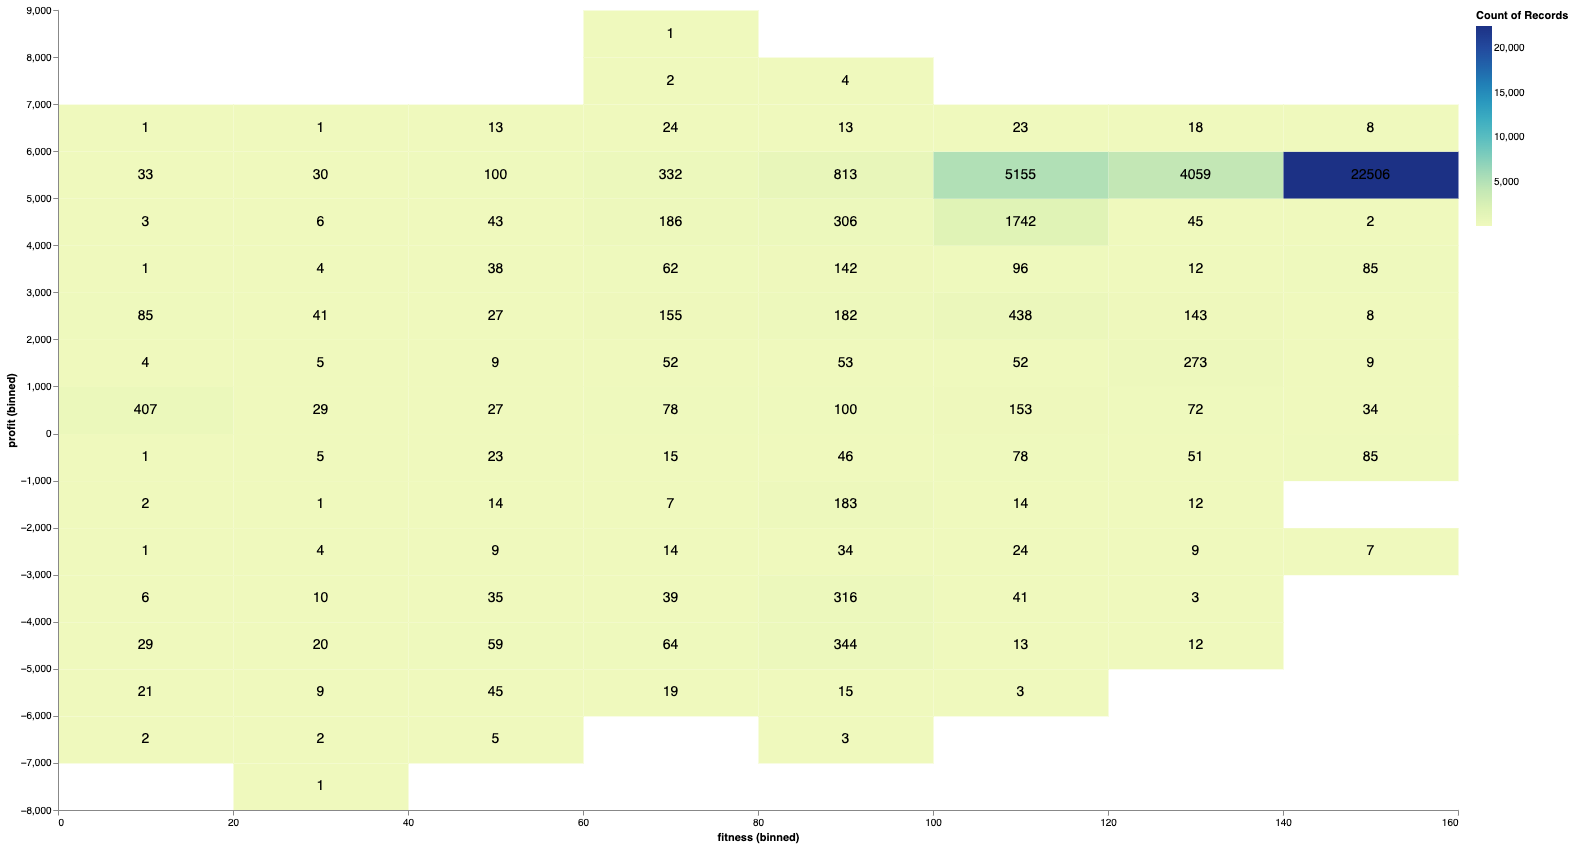 Count of Records
20,000
15,000
10,000
5,000
profit (binned)
9,000
1
8,000
2 4
7,000
1 1 13 24 13 23 18 8
6,000
33 30 100 332 813 5155 4059 22506
5,000
3 6 43 186 306 1742 45 2
4,000
1 4 38 62 142 96 12 85
3,000
85 41 27 155 182 438 143 8
2,000
4 5 9 52 53 52 273 9
1,000
407 29 27 78 100 153 72 34
0
1 5 23 15 46 78 51 85
−1,000
2 1 14 7 183 14 12
−2,000
1 4 9 14 34 24 9 7
−3,000
6 10 35 39 316 41 3
−4,000
29 20 59 64 344 13 12
−5,000
21 9 45 19 15 3
−6,000
2 2 5 3
−7,000
1
−8,000
0 20 40 60 80 100 120 140 160
fitness (binned)